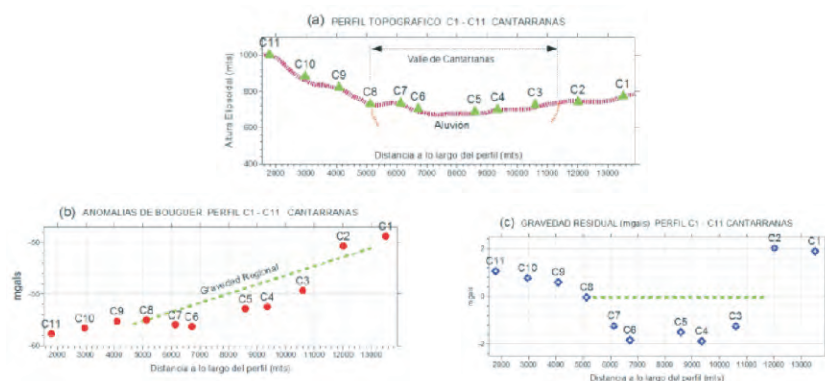 (a) PERFIL TOPOGRAFICO C1 - C11 CANTARRANAS
C11
C10
C9
C8
C7
C6
C5
C4
C3
C2
C1
Valle de Cantarranas
Aluvión
Altura Elipsoidal (mts)
1000
800
600
400
2000 3000 4000 5000 6000 7000 8000 9000 10000 11000 12000 13000
Distancia a lo largo del perfil (mts)
(b) ANOMALIAS DE BOUGUER PERFIL C1 - C11 CANTARRANAS
mgals
-50
-55
-60
C11
C10
C9
C8
C7
C6
C5
C4
C3
C2
C1
Gravedad Regional
2000 3000 4000 5000 6000 7000 8000 9000 10000 11000 12000 13000
Distancia a lo largo del perfil (mts)
(c) GRAVEDAD RESIDUAL (mgals) PERFIL C1 - C11 CANTARRANAS
mgals
2
0
-2
C11
C10
C9
C8
C7
C6
C5
C4
C3
C2
C1
2000 3000 4000 5000 6000 7000 8000 9000 10000 11000 12000 13000
Distancia a lo largo del perfil (mts)